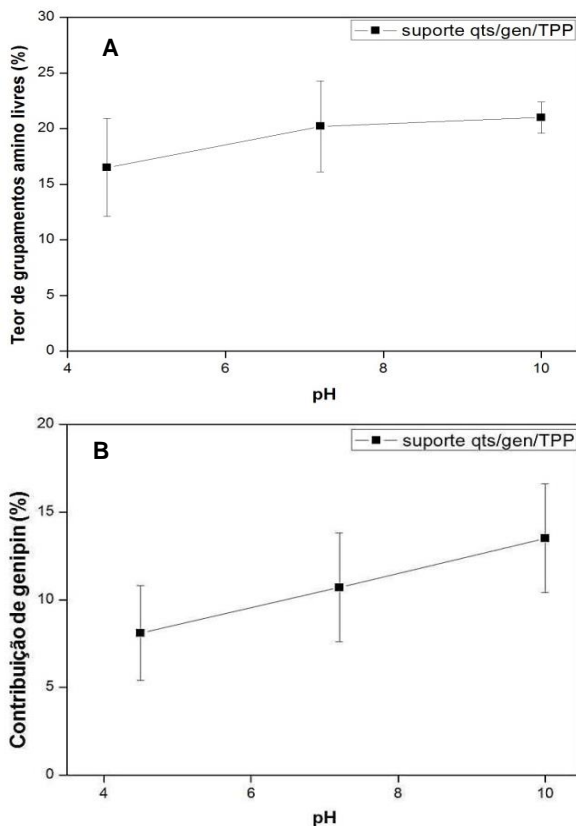 A
suporte qts/gen/TPP
Teor de grupamentos amino livres (%)
30
25
20
15
10
5
0
4
6
8
10
pH
B
suporte qts/gen/TPP
Contribuição de genipin (%)
20
15
10
5
0
4
6
8
10
pH